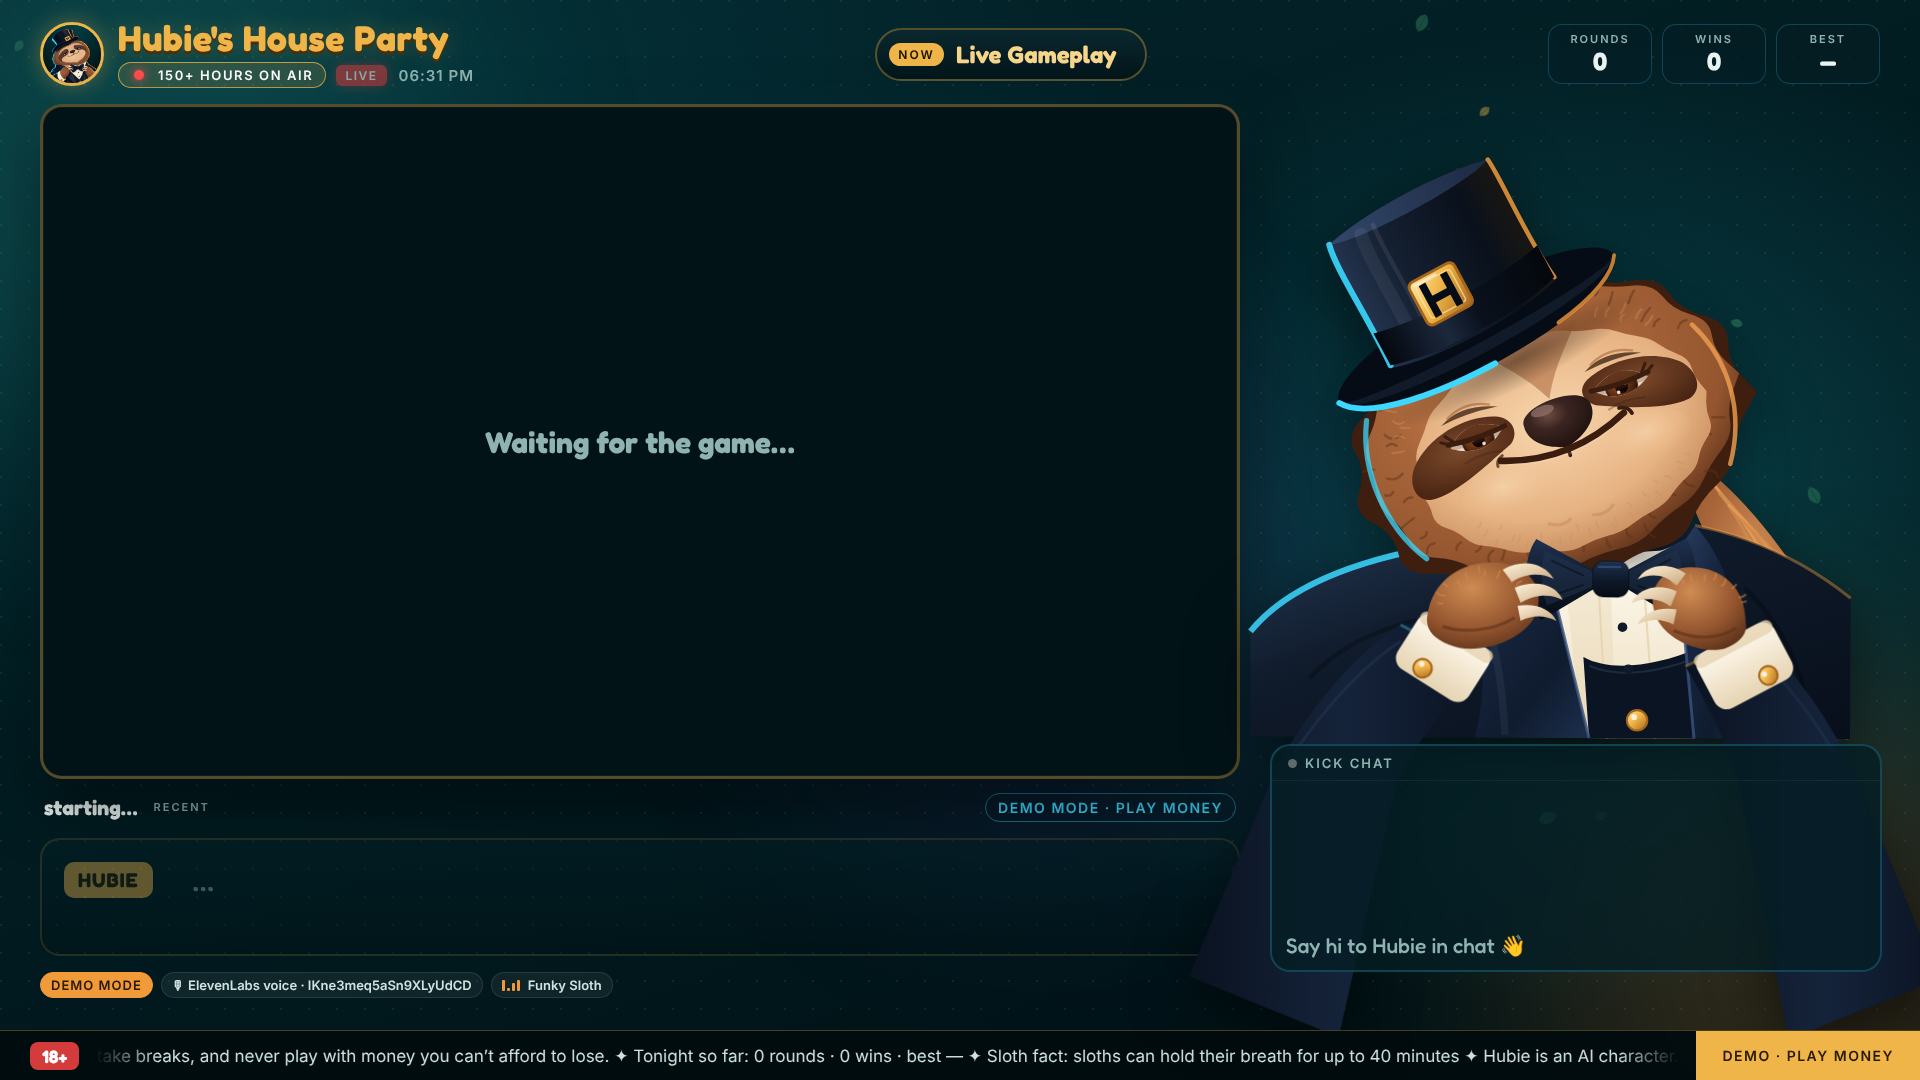 Hubie's House Party
150+ HOURS ON AIR
LIVE
06:31 PM
NOW
Live Gameplay
ROUNDS
0
WINS
0
BEST
—
H
Waiting for the game...
starting...
RECENT
DEMO MODE · PLAY MONEY
HUBIE
...
KICK CHAT
Say hi to Hubie in chat 👋
DEMO MODE
🎙 ElevenLabs voice · IKne3meq5aSn9XLyUdCD
Funky Sloth
18+
take breaks, and never play with money you can’t afford to lose. ✦ Tonight so far: 0 rounds · 0 wins · best — ✦ Sloth fact: sloths can hold their breath for up to 40 minutes ✦ Hubie is an AI character
DEMO · PLAY MONEY